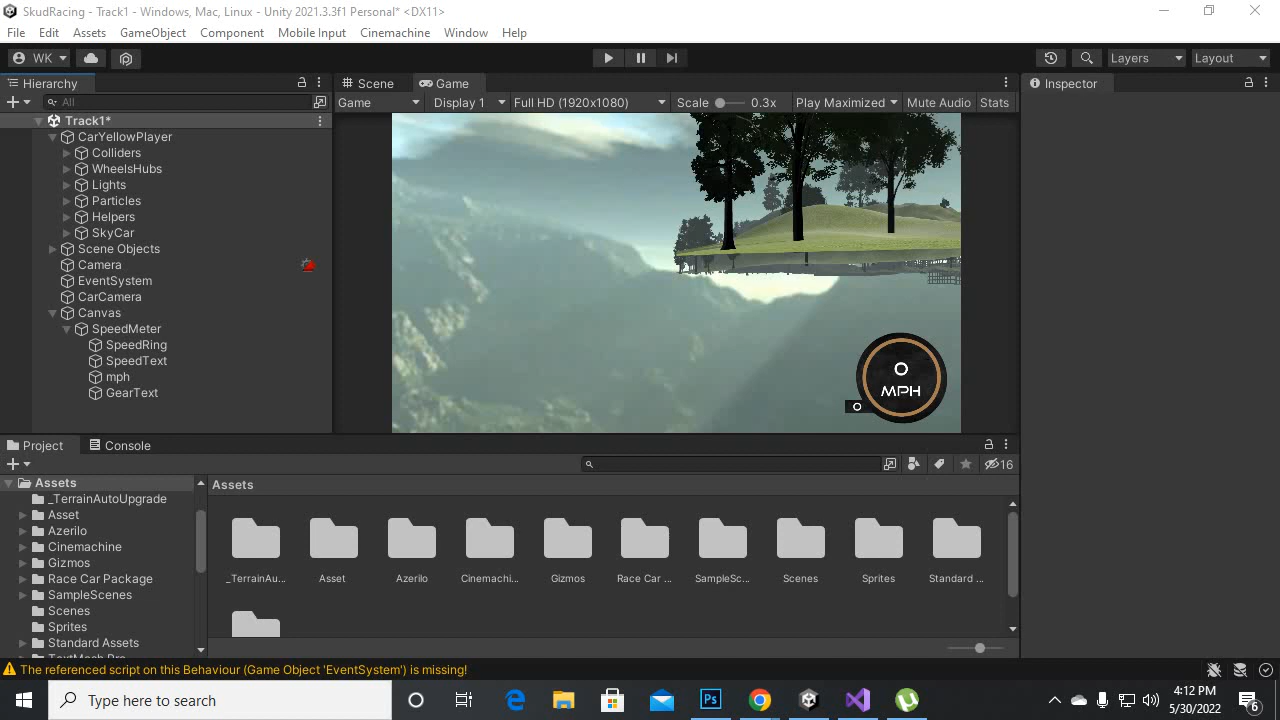 SkudRacing - Track1 - Windows, Mac, Linux - Unity 2021.3.3f1 Personal* <DX11>
File Edit Assets GameObject Component Mobile Input Cinemachine Window Help
WK Layers Layout
Hierarchy
All
Track1*
CarYellowPlayer
Colliders
WheelsHubs
Lights
Particles
Helpers
SkyCar
Scene Objects
Camera
EventSystem
CarCamera
Canvas
SpeedMeter
SpeedRing
SpeedText
mph
GearText
Scene Game
Game Display 1 Full HD (1920x1080) Scale 0.3x Play Maximized Mute Audio Stats
0
MPH
0
Inspector
Project Console
16
Assets
_TerrainAutoUpgrade
Asset
Azerilo
Cinemachine
Gizmos
Race Car Package
SampleScenes
Scenes
Sprites
Standard Assets
TextMesh Pro
Assets
_TerrainAu... Asset Azerilo Cinemachi... Gizmos Race Car ... SampleSc... Scenes Sprites Standard ...
The referenced script on this Behaviour (Game Object 'EventSystem') is missing!
Type here to search
Ps
4:12 PM
5/30/2022
6